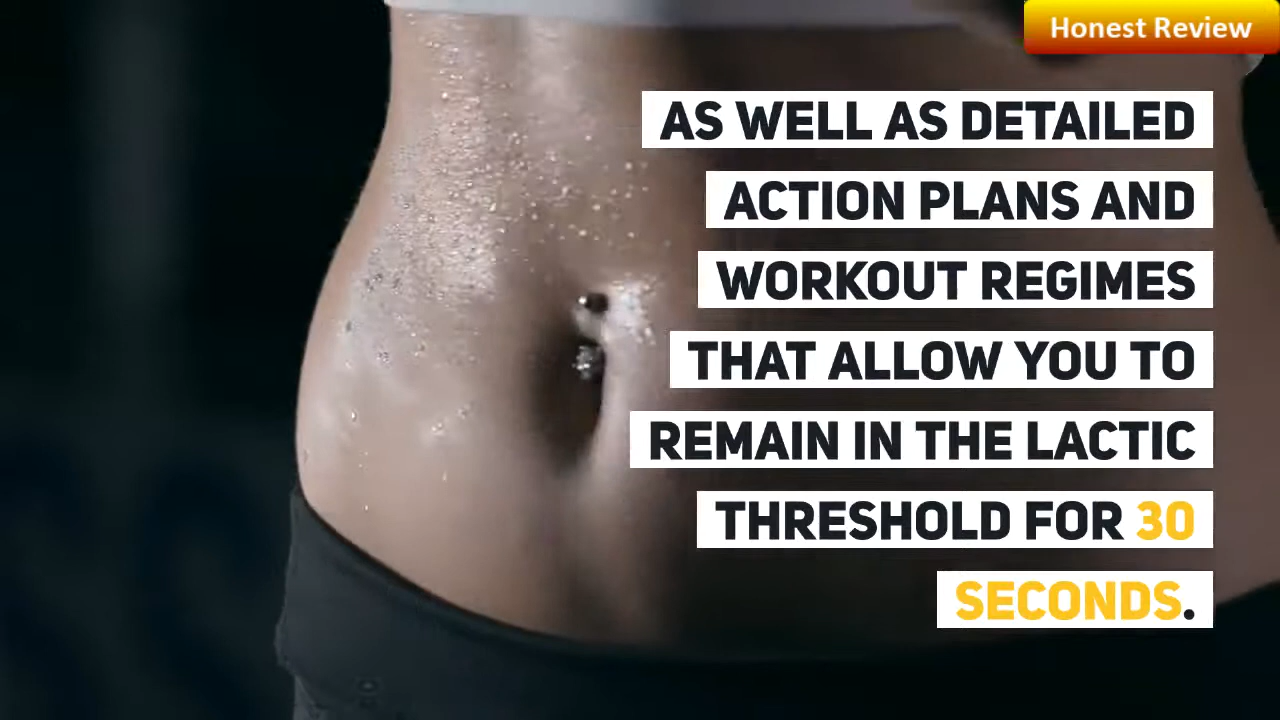 Honest Review
AS WELL AS DETAILED
ACTION PLANS AND
WORKOUT REGIMES
THAT ALLOW YOU TO
REMAIN IN THE LACTIC
THRESHOLD FOR 30
SECONDS.